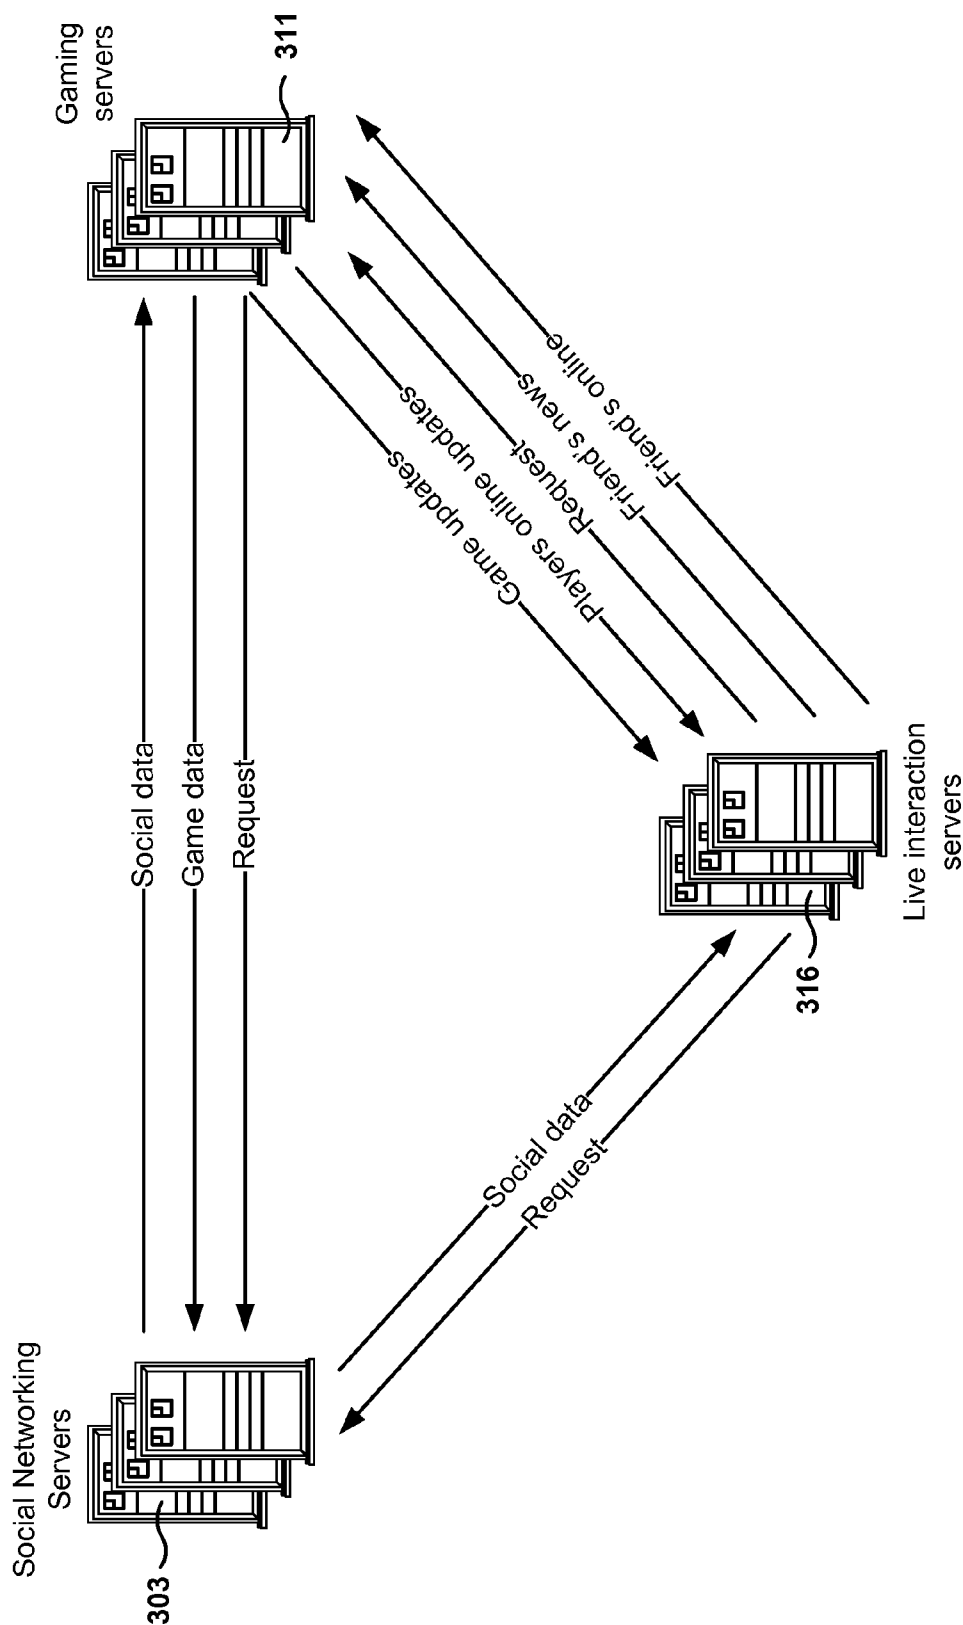 Social Networking
Servers
303
Gaming
servers
311
Social data
Game data
Request
Social data
Request
Game updates
Players online updates
Request
Friend's news
Friend's online
316
Live interaction
servers